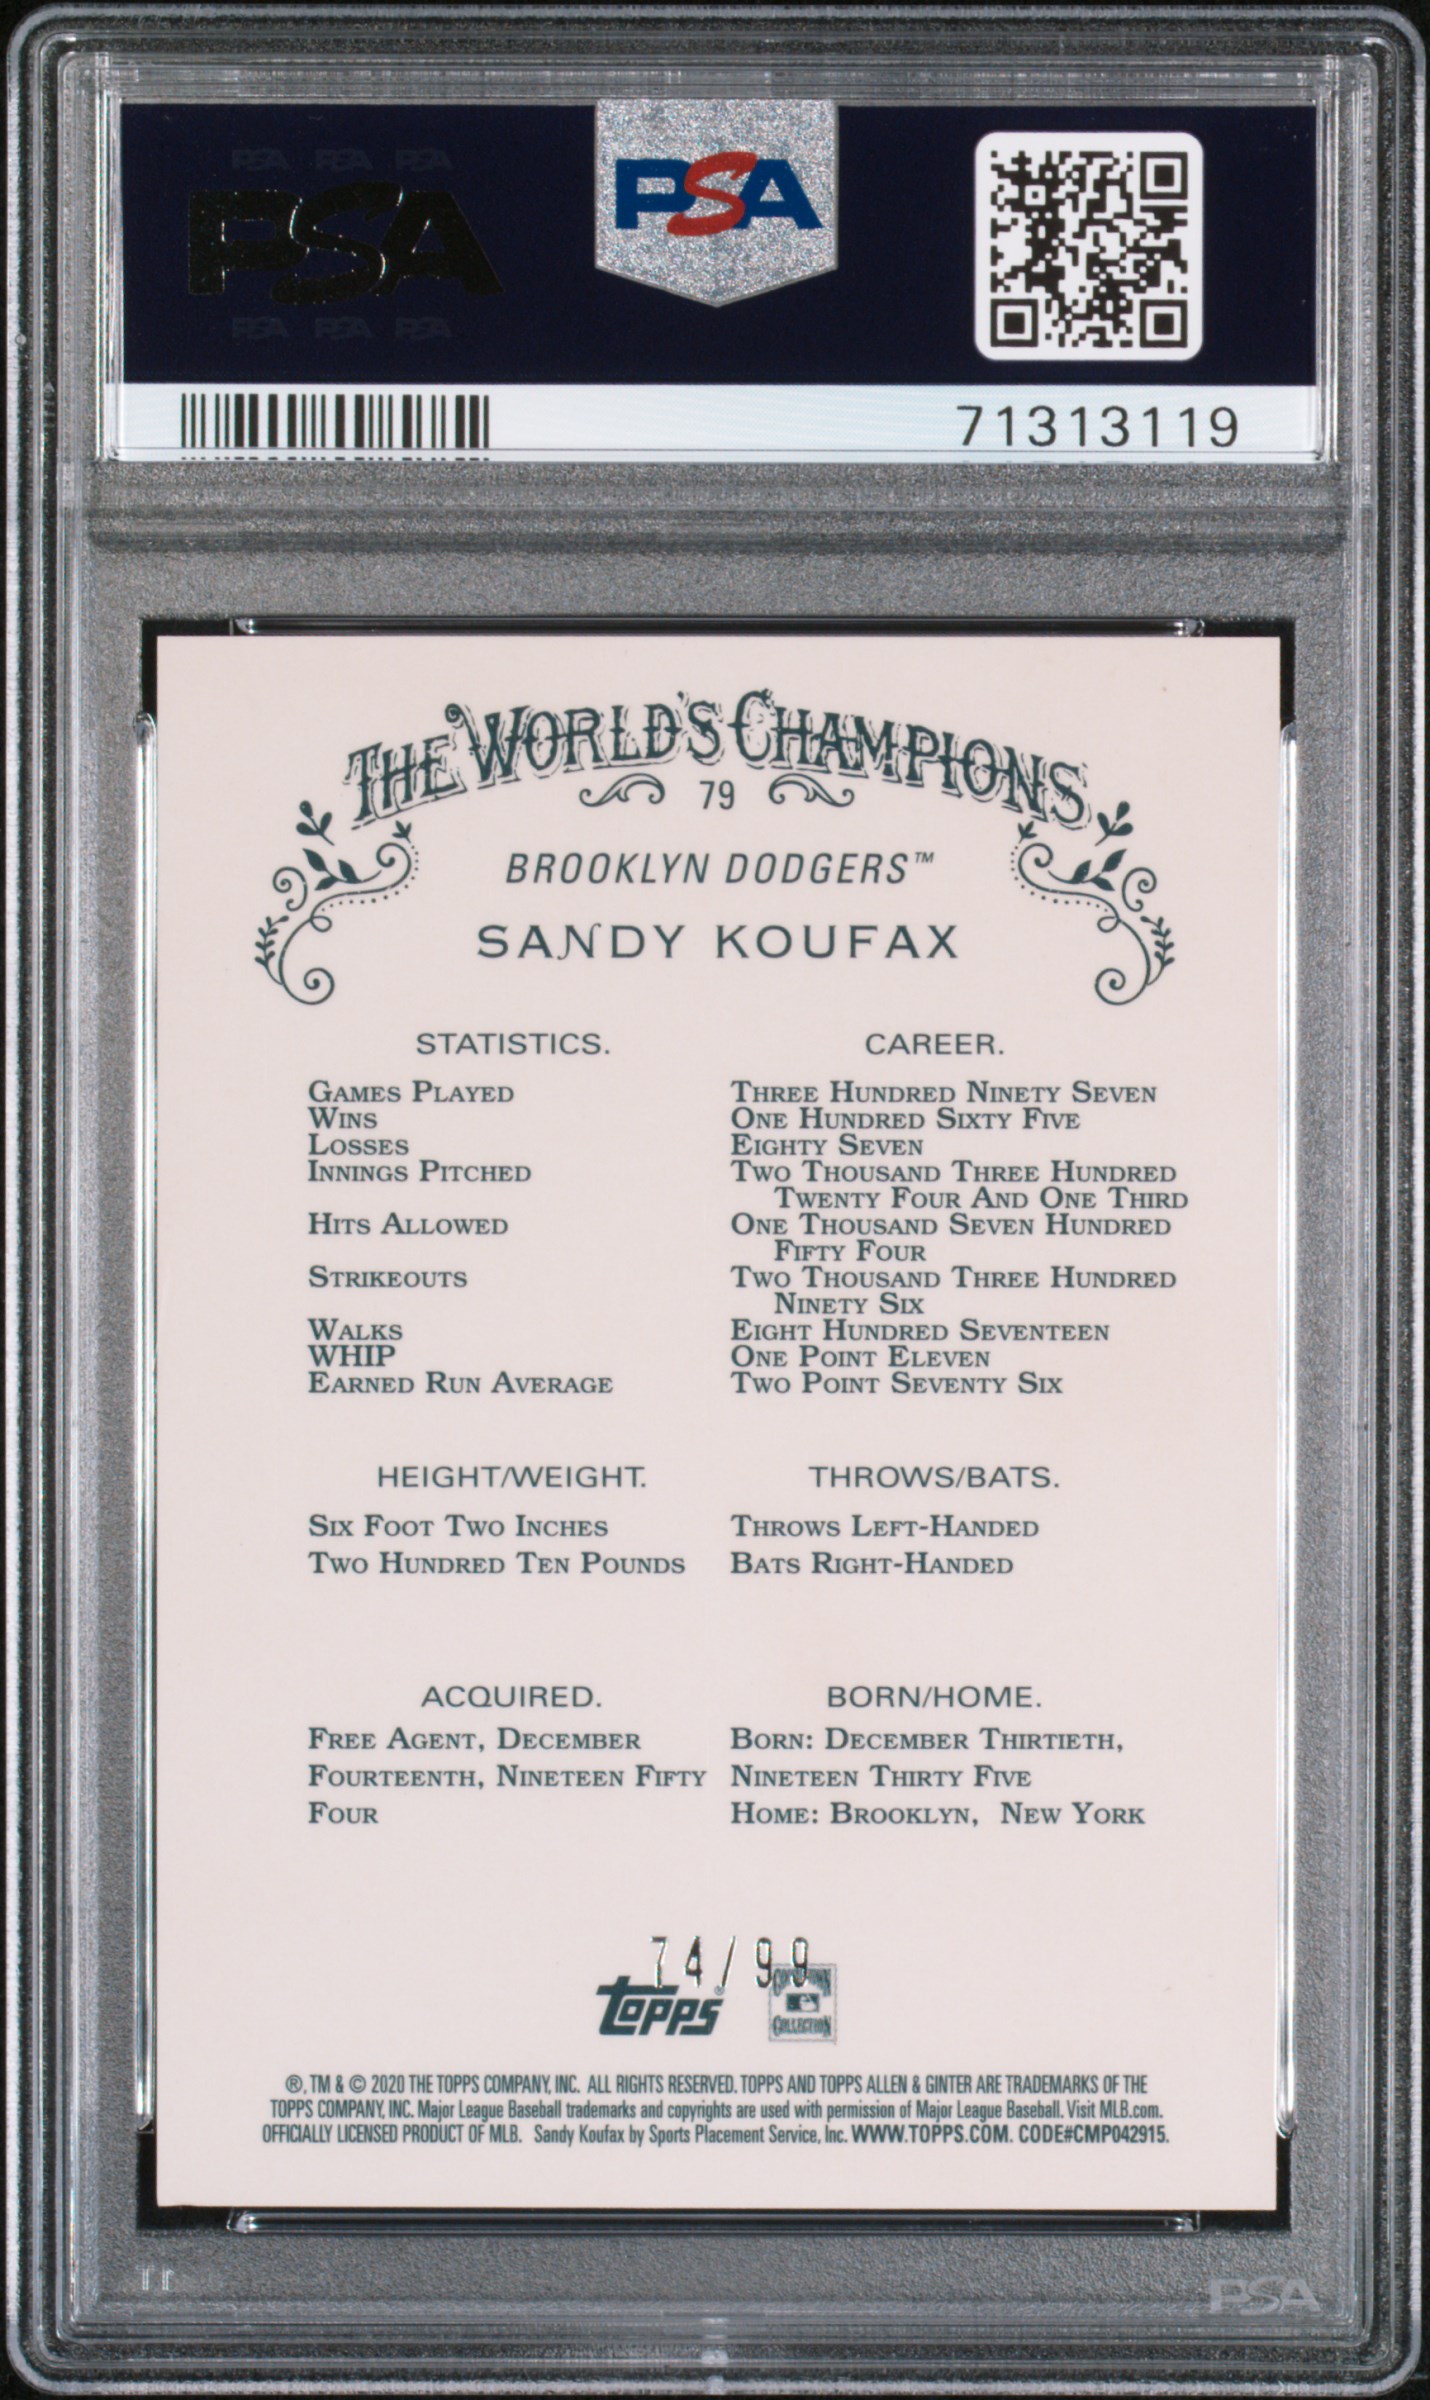 PSA PSA PSA
PSA
PSA PSA PSA
PSA
71313119
THE WORLD'S CHAMPIONS
79
BROOKLYN DODGERS™
SANDY KOUFAX
STATISTICS. CAREER.
GAMES PLAYED THREE HUNDRED NINETY SEVEN
WINS ONE HUNDRED SIXTY FIVE
LOSSES EIGHTY SEVEN
INNINGS PITCHED TWO THOUSAND THREE HUNDRED
TWENTY FOUR AND ONE THIRD
HITS ALLOWED ONE THOUSAND SEVEN HUNDRED
FIFTY FOUR
STRIKEOUTS TWO THOUSAND THREE HUNDRED
NINETY SIX
WALKS EIGHT HUNDRED SEVENTEEN
WHIP ONE POINT ELEVEN
EARNED RUN AVERAGE TWO POINT SEVENTY SIX
HEIGHT/WEIGHT. THROWS/BATS.
SIX FOOT TWO INCHES THROWS LEFT-HANDED
TWO HUNDRED TEN POUNDS BATS RIGHT-HANDED
ACQUIRED. BORN/HOME.
FREE AGENT, DECEMBER BORN: DECEMBER THIRTIETH,
FOURTEENTH, NINETEEN FIFTY NINETEEN THIRTY FIVE
FOUR HOME: BROOKLYN, NEW YORK
74/99
TOPPS® COOPERSTOWN
COLLECTION
®, TM & © 2020 THE TOPPS COMPANY, INC. ALL RIGHTS RESERVED. TOPPS AND TOPPS ALLEN & GINTER ARE TRADEMARKS OF THE
TOPPS COMPANY, INC. Major League Baseball trademarks and copyrights are used with permission of Major League Baseball. Visit MLB.com.
OFFICIALLY LICENSED PRODUCT OF MLB. Sandy Koufax by Sports Placement Service, Inc. WWW.TOPPS.COM. CODE#CMP042915.
PSA